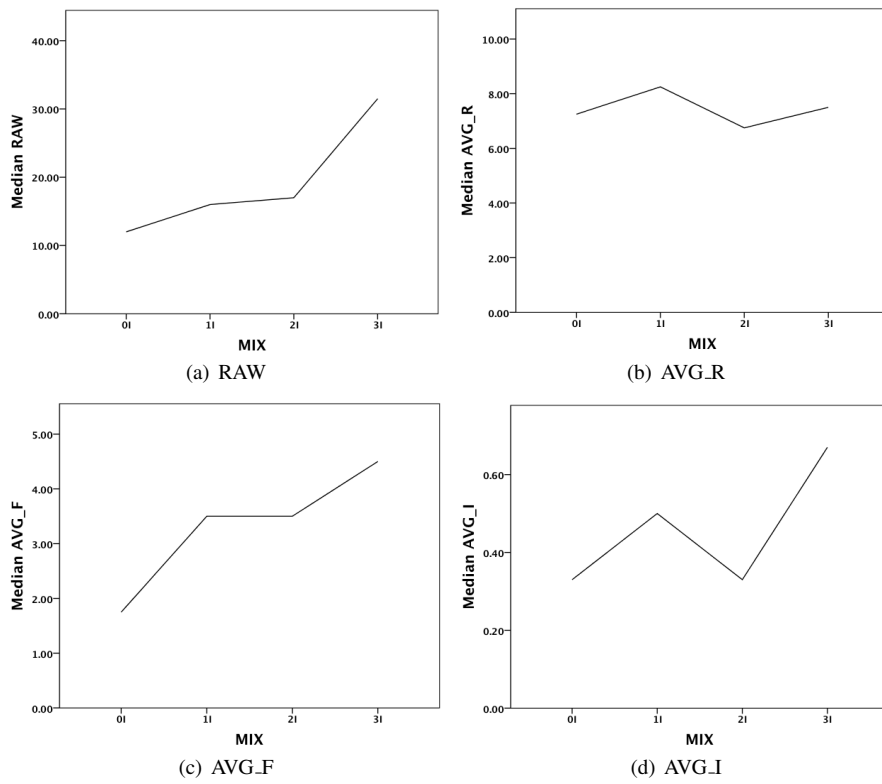 40.00
30.00
20.00
10.00
0.00
Median RAW
0I 1I 2I 3I
MIX
(a) RAW
10.00
8.00
6.00
4.00
2.00
0.00
Median AVG_R
0I 1I 2I 3I
MIX
(b) AVG_R
5.00
4.00
3.00
2.00
1.00
0.00
Median AVG_F
0I 1I 2I 3I
MIX
(c) AVG_F
0.60
0.40
0.20
0.00
Median AVG_I
0I 1I 2I 3I
MIX
(d) AVG_I